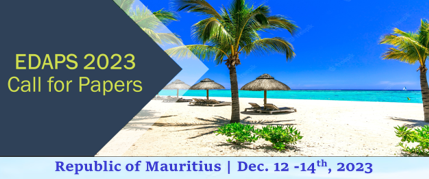 EDAPS 2023
Call for Papers
Republic of Mauritius | Dec. 12 -14th, 2023